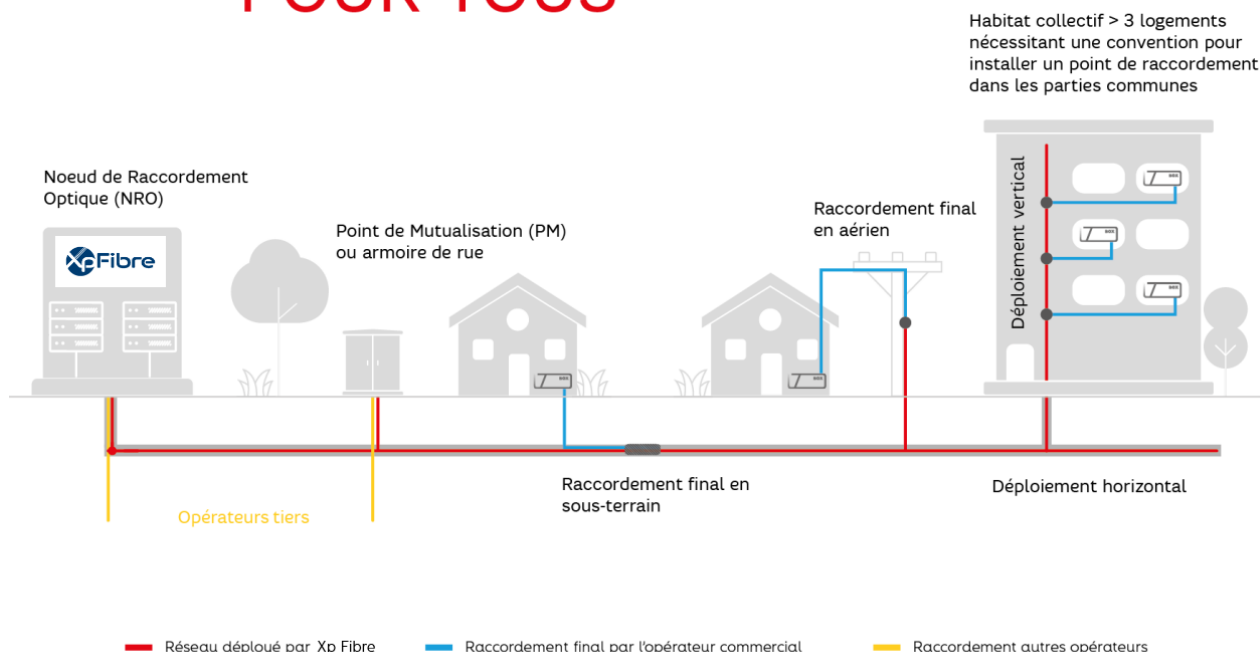 POUR TOUS
Habitat collectif > 3 logements
nécessitant une convention pour
installer un point de raccordement
dans les parties communes
Noeud de Raccordement
Optique (NRO)
XpFibre
Point de Mutualisation (PM)
ou armoire de rue
Raccordement final
en aérien
Déploiement vertical
Raccordement final en
sous-terrain
Déploiement horizontal
Opérateurs tiers
Réseau déployé par Xp Fibre
Raccordement final par l'opérateur commercial
Raccordement autres opérateurs